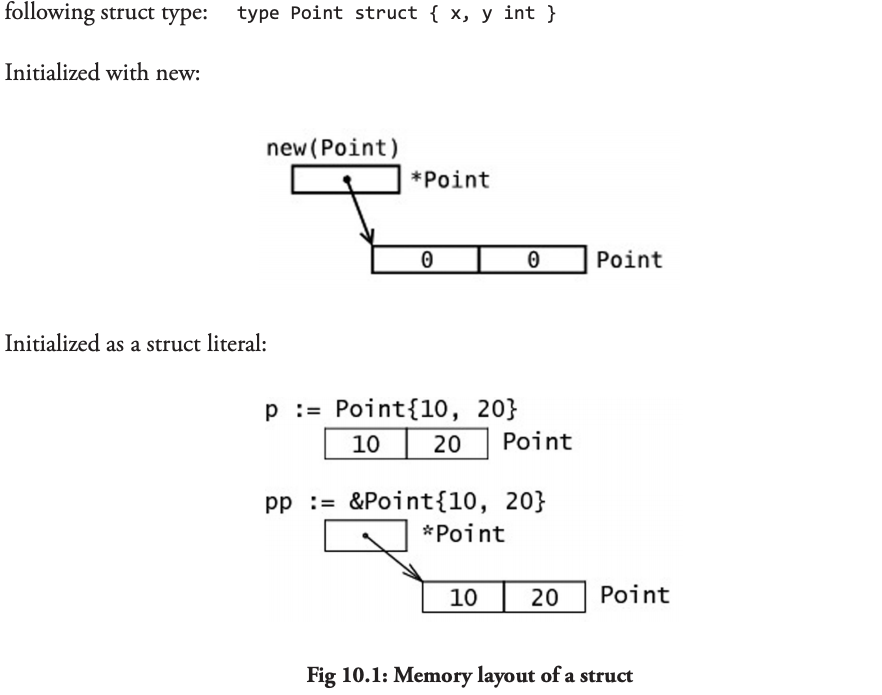 following struct type: type Point struct { x, y int }
Initialized with new:
new(Point)
*Point
0 0 Point
Initialized as a struct literal:
p := Point{10, 20}
10 20 Point
pp := &Point{10, 20}
*Point
10 20 Point
Fig 10.1: Memory layout of a struct